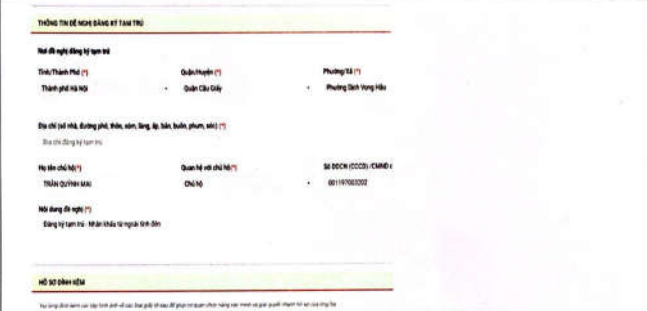 THÔNG TIN ĐỀ NGHỊ ĐĂNG KÝ TẠM TRÚ
Nơi đề nghị đăng ký tạm trú
Tỉnh/Thành Phố (*) Quận/Huyện (*) Phường/Xã (*)
Thành phố Hà Nội Quận Cầu Giấy Phường Dịch Vọng Hậu
Địa chỉ (số nhà, đường phố, thôn, xóm, làng, ấp, bản, buôn, phum, sóc) (*)
Địa chỉ đăng ký tạm trú
Họ tên chủ hộ(*) Quan hệ với chủ hộ(*) Số ĐDCN (CCCD) /CMND c
TRẦN QUỲNH MAI Chủ hộ 001197003202
Nội dung đề nghị (*)
Đăng ký tạm trú - Nhân khẩu từ ngoài tỉnh đến
HỒ SƠ ĐÍNH KÈM